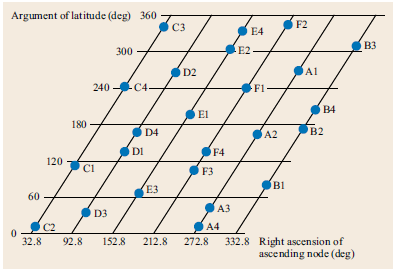 Argument of latitude (deg) 360
C3
E4
F2
300
E2
B3
D2
A1
240
C4
F1
E1
B4
180
D4
A2
B2
D1
F4
120
C1
F3
E3
B1
60
D3
A3
C2
A4
0
32.8 92.8 152.8 212.8 272.8 332.8 Right ascension of
ascending node (deg)